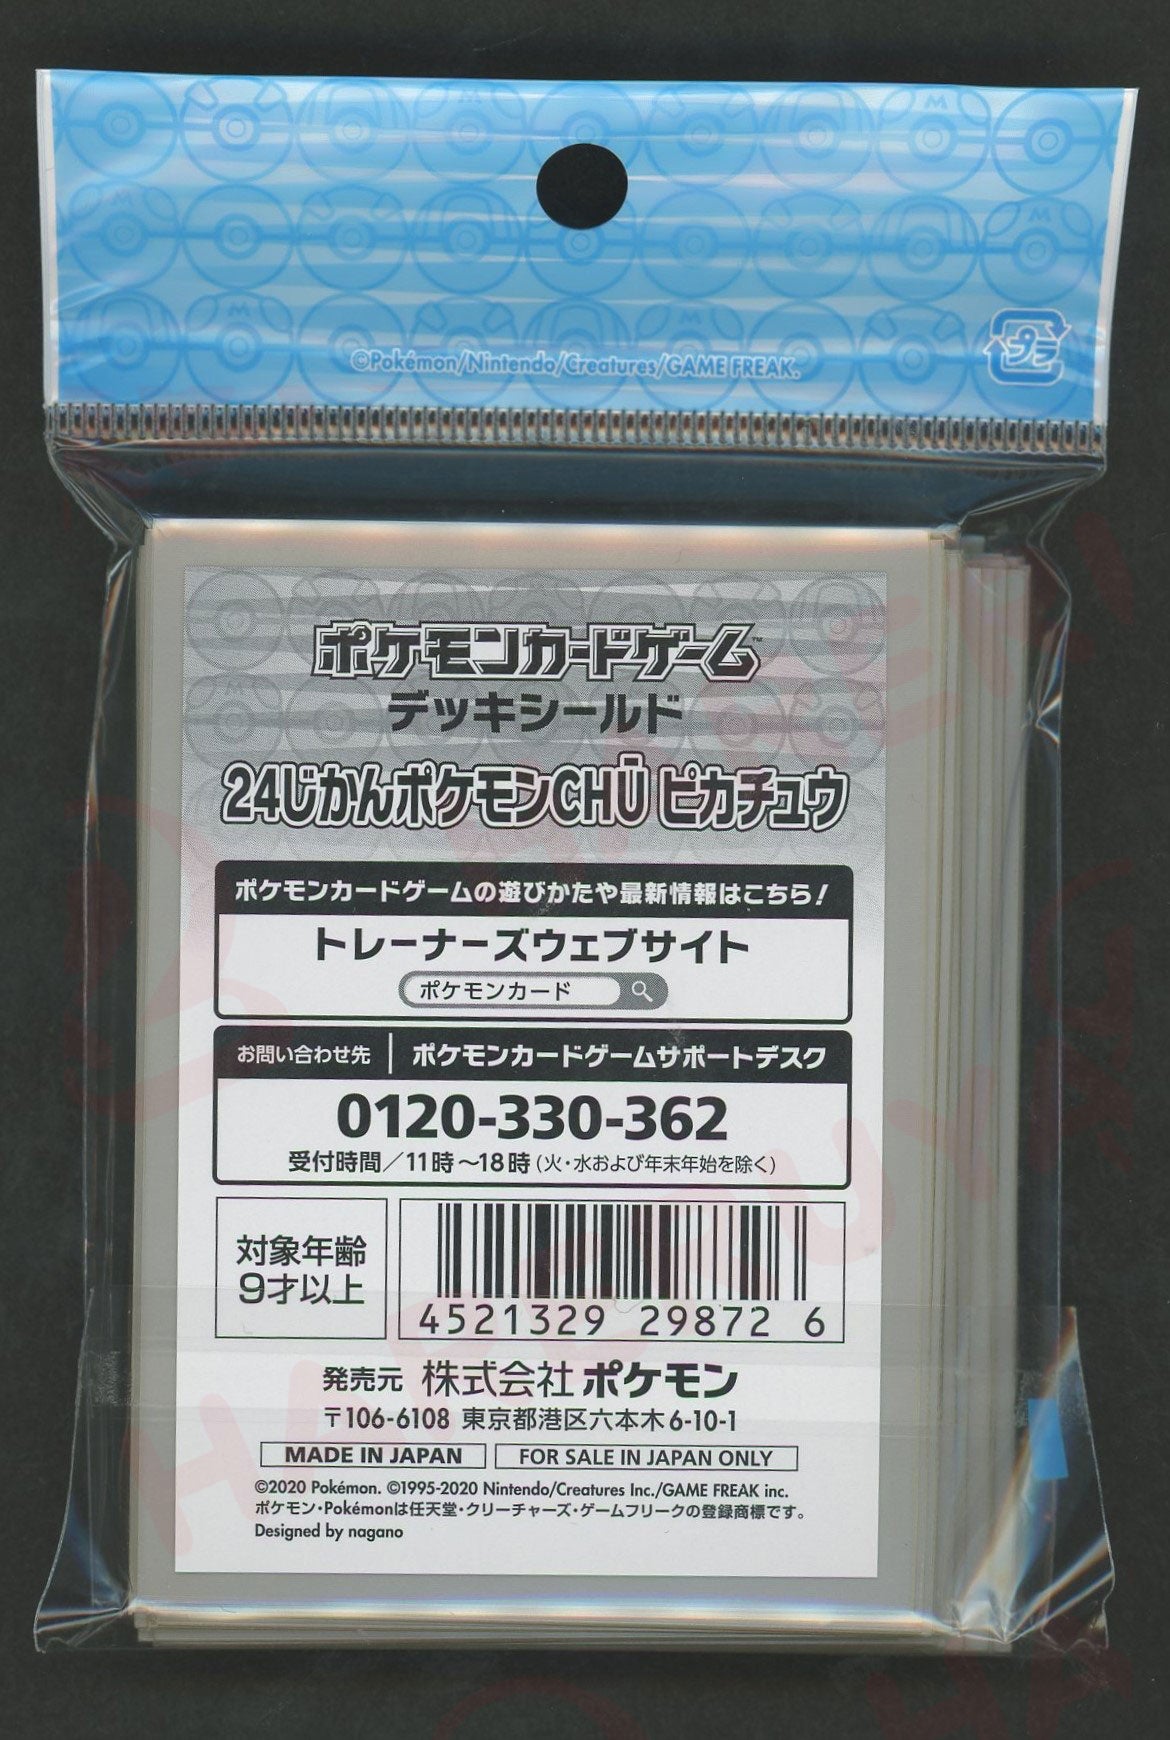 ©Pokémon/Nintendo/Creatures/GAME FREAK.
プラ
ポケモンカードゲーム™
デッキシールド
24じかんポケモンCHŪ ピカチュウ
ポケモンカードゲームの遊びかたや最新情報はこちら!
トレーナーズウェブサイト
ポケモンカード
お問い合わせ先 ポケモンカードゲームサポートデスク
0120-330-362
受付時間/11時~18時(火・水および年末年始を除く)
対象年齢
9才以上
4521329 29872 6
発売元 株式会社 ポケモン
〒106-6108 東京都港区六本木6-10-1
MADE IN JAPAN FOR SALE IN JAPAN ONLY
©2020 Pokémon. ©1995-2020 Nintendo/Creatures Inc./GAME FREAK inc.
ポケモン・Pokémonは任天堂・クリーチャーズ・ゲームフリークの登録商標です。
Designed by nagano